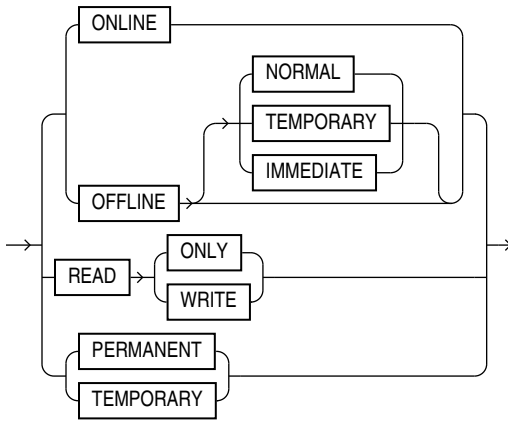 ONLINE
NORMAL
TEMPORARY
IMMEDIATE
OFFLINE
ONLY
READ
WRITE
PERMANENT
TEMPORARY